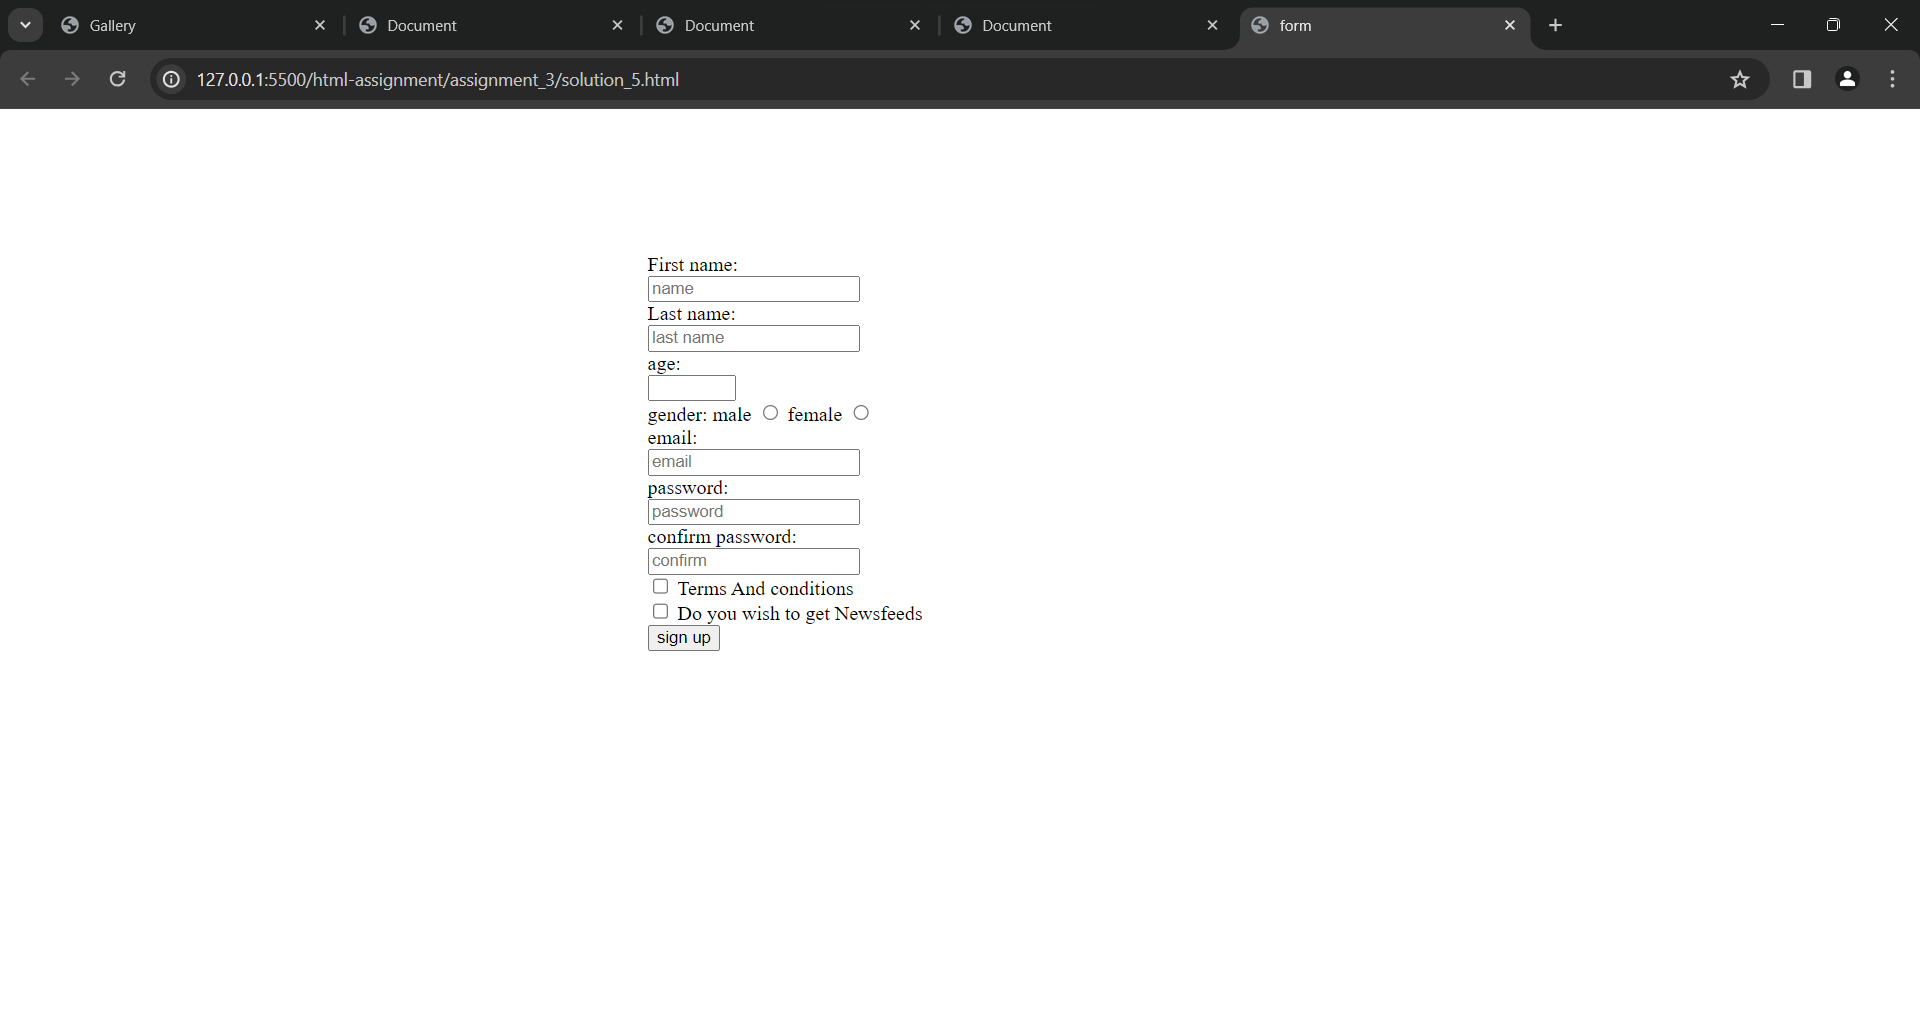 Gallery Document Document Document form
127.0.0.1:5500/html-assignment/assignment_3/solution_5.html
First name:
name
Last name:
last name
age:
gender: male female
email:
email
password:
password
confirm password:
confirm
Terms And conditions
Do you wish to get Newsfeeds
sign up